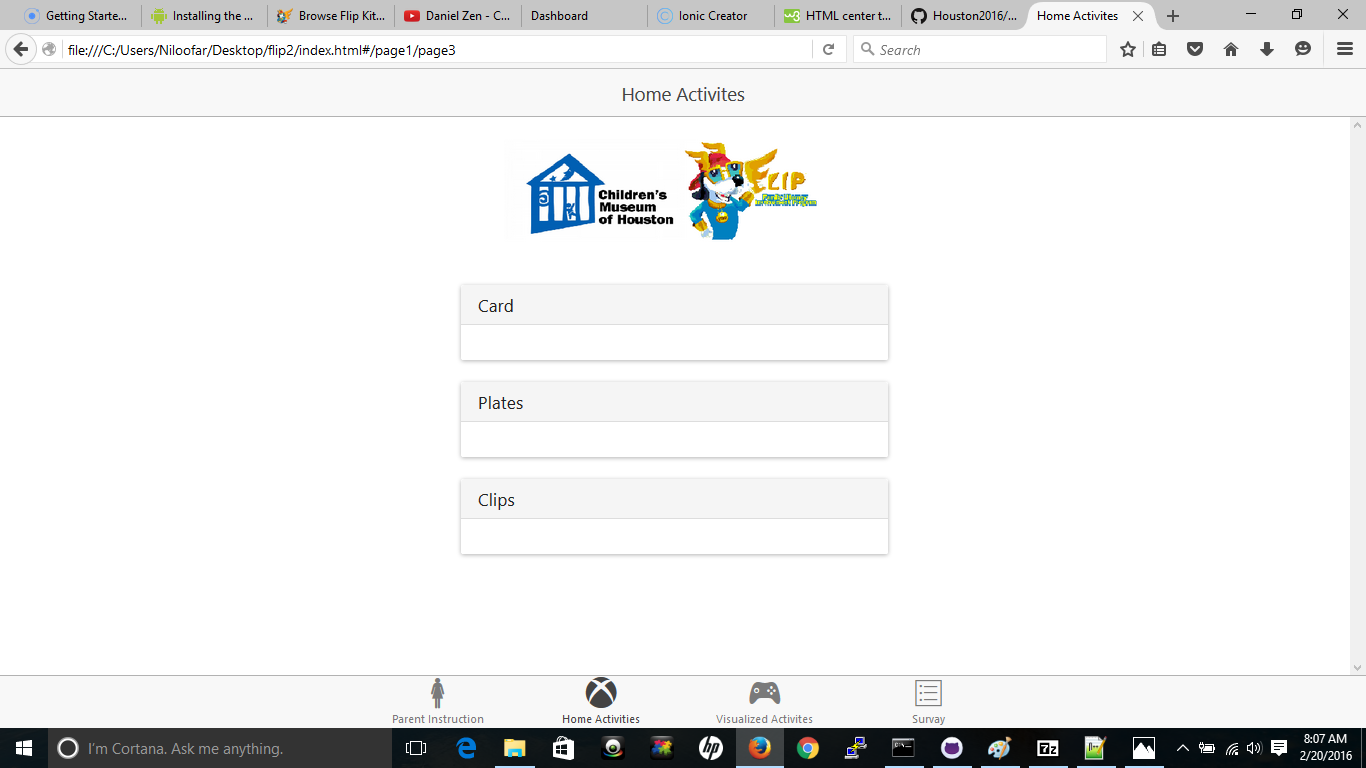 Getting Starte...
Installing the ...
Browse Flip Kit...
Daniel Zen - C...
Dashboard
Ionic Creator
HTML center t...
Houston2016/...
Home Activites
file:///C:/Users/Niloofar/Desktop/flip2/index.html#/page1/page3
Search
Home Activites
Children's
Museum
of Houston
FLIP
Card
Plates
Clips
Parent Instruction
Home Activities
Visualized Activites
Survay
I'm Cortana. Ask me anything.
8:07 AM
2/20/2016